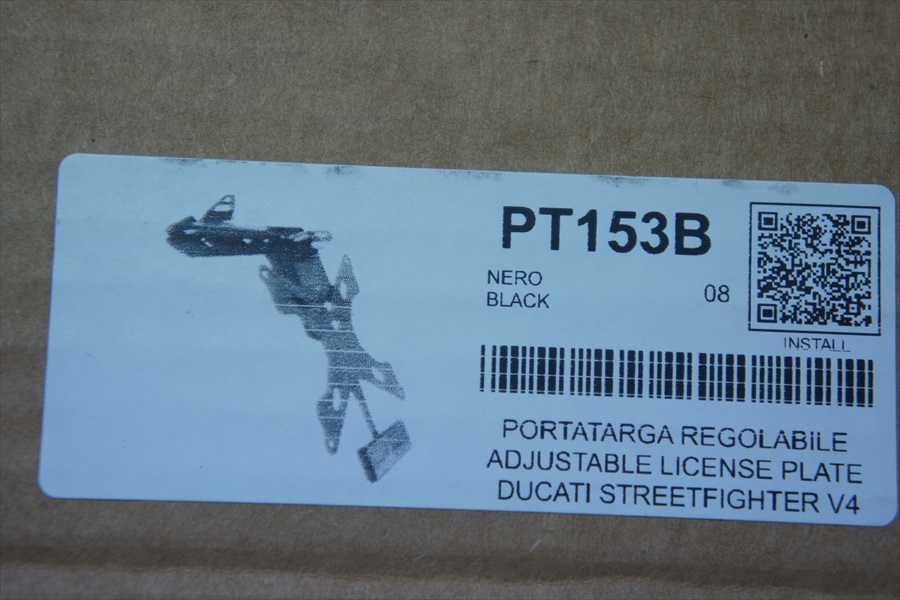 PT153B
NERO
BLACK
08
INSTALL
PORTATARGA REGOLABILE
ADJUSTABLE LICENSE PLATE
DUCATI STREETFIGHTER V4